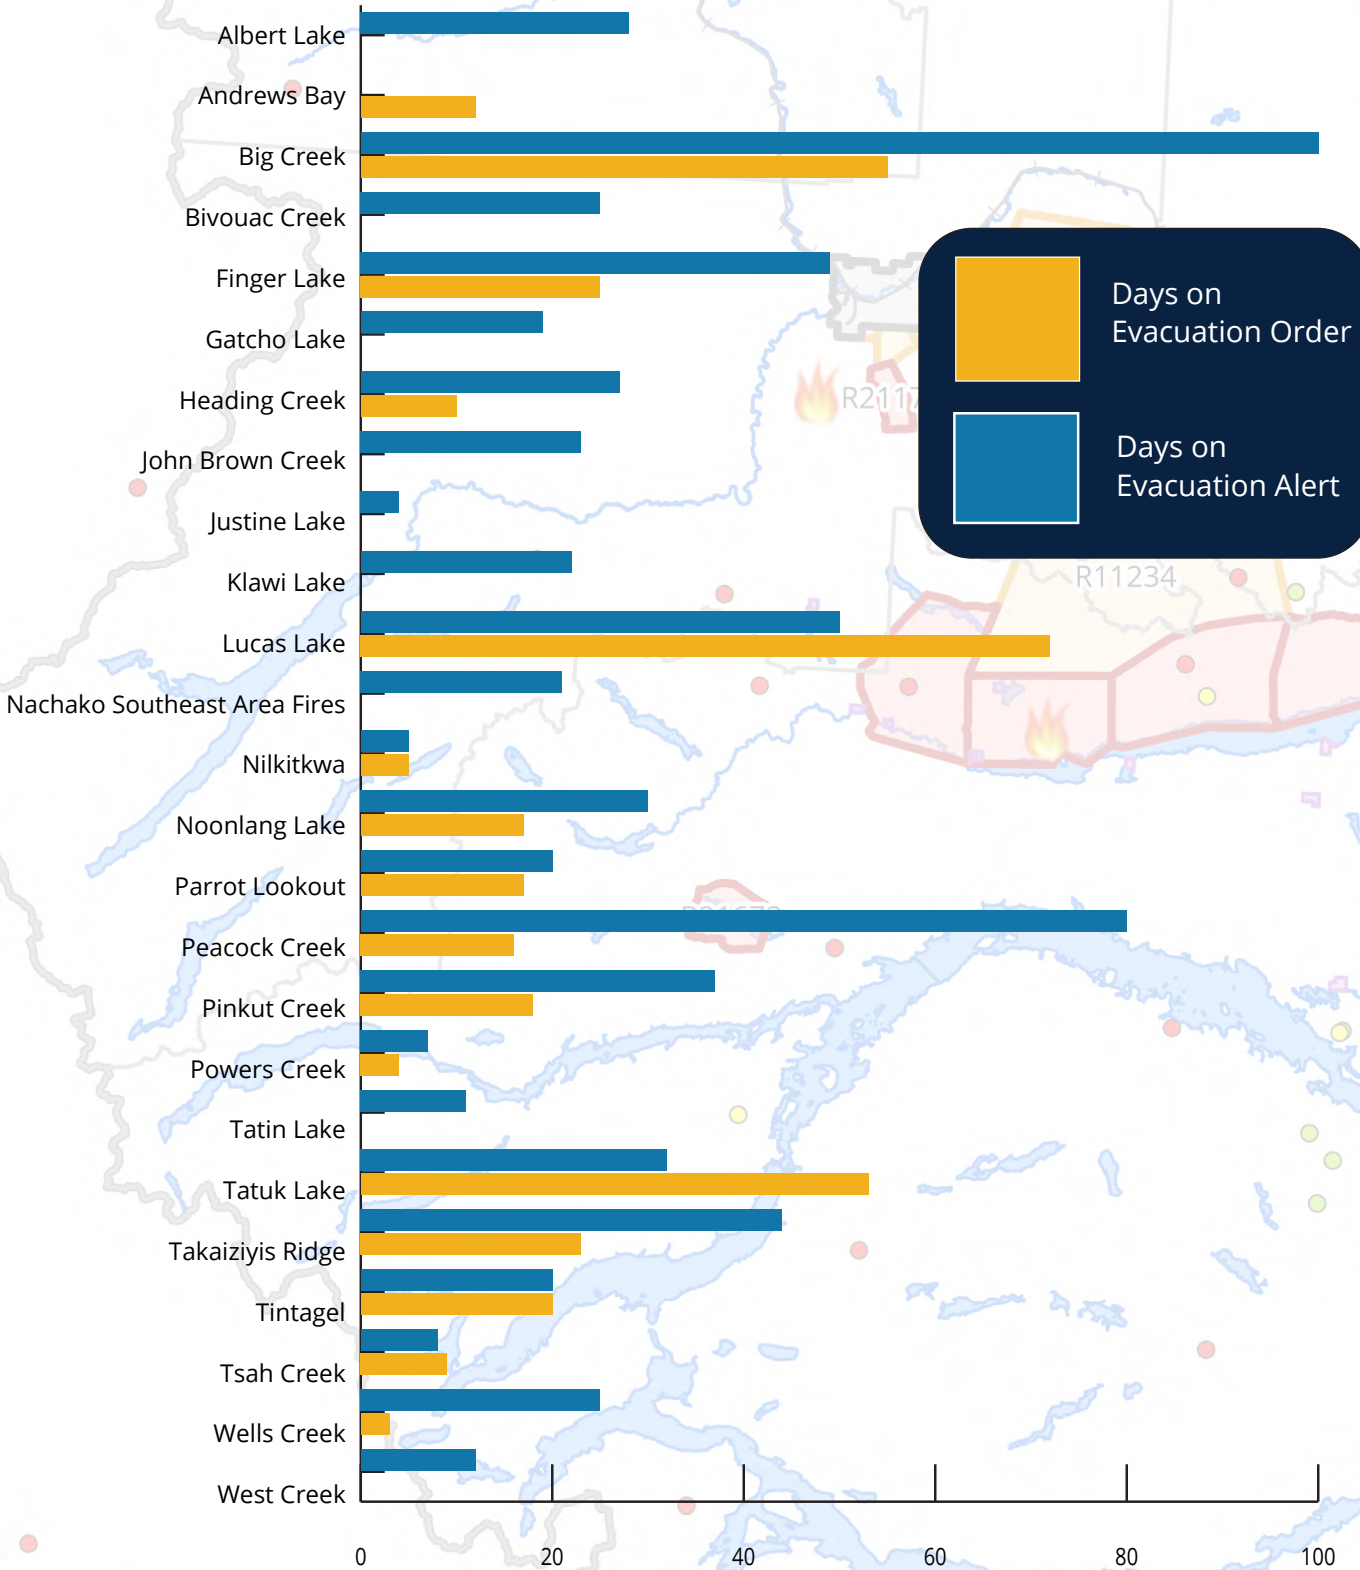 Albert Lake
Andrews Bay
Big Creek
Bivouac Creek
Finger Lake
Gatcho Lake
Heading Creek
John Brown Creek
Justine Lake
Klawi Lake
Lucas Lake
Nachako Southeast Area Fires
Nilkitkwa
Noonlang Lake
Parrot Lookout
Peacock Creek
Pinkut Creek
Powers Creek
Tatin Lake
Tatuk Lake
Takaiziyis Ridge
Tintagel
Tsah Creek
Wells Creek
West Creek
0 20 40 60 80 100
Days on
Evacuation Order
Days on
Evacuation Alert
R2117
R11234